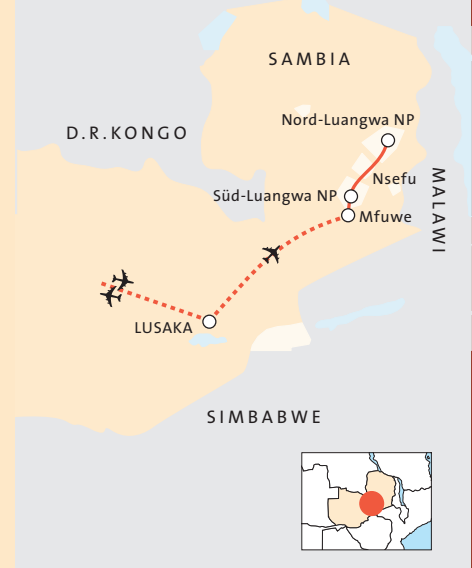 SAMBIA
Nord-Luangwa NP
D.R.KONGO
Nsefu
MALAWI
Süd-Luangwa NP
Mfuwe
LUSAKA
SIMBABWE